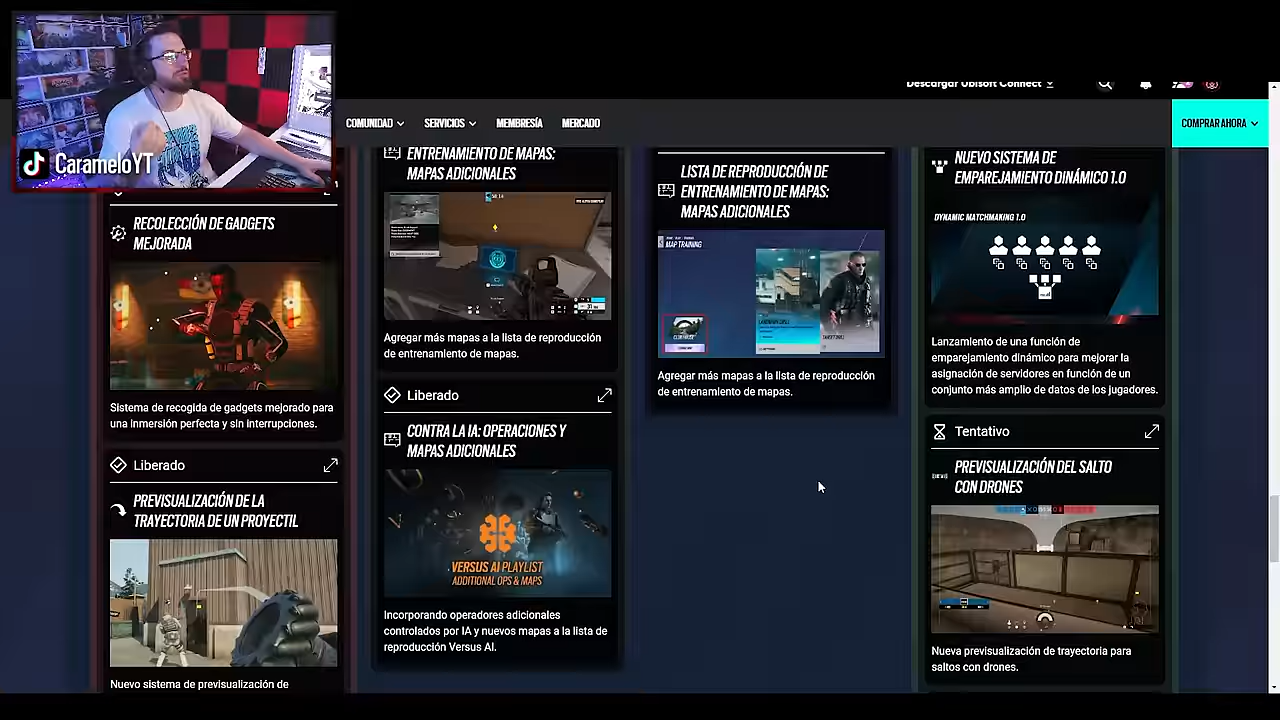 Descargar Ubisoft Connect
COMUNIDAD
SERVICIOS
MEMBRESÍA
MERCADO
COMPRAR AHORA
CarameloYT
RECOLECCIÓN DE GADGETS
MEJORADA
Sistema de recogida de gadgets mejorado para
una inmersión perfecta y sin interrupciones.
Liberado
PREVISUALIZACIÓN DE LA
TRAYECTORIA DE UN PROYECTIL
Nuevo sistema de previsualización de
ENTRENAMIENTO DE MAPAS:
MAPAS ADICIONALES
Agregar más mapas a la lista de reproducción
de entrenamiento de mapas.
Liberado
CONTRA LA IA: OPERACIONES Y
MAPAS ADICIONALES
VERSUS AI PLAYLIST
ADDITIONAL OPS & MAPS
Incorporando operadores adicionales
controlados por IA y nuevos mapas a la lista de
reproducción Versus AI.
LISTA DE REPRODUCCIÓN DE
ENTRENAMIENTO DE MAPAS:
MAPAS ADICIONALES
MAP TRAINING
Agregar más mapas a la lista de reproducción
de entrenamiento de mapas.
NUEVO SISTEMA DE
EMPAREJAMIENTO DINÁMICO 1.0
DYNAMIC MATCHMAKING 1.0
Lanzamiento de una función de
emparejamiento dinámico para mejorar la
asignación de servidores en función de un
conjunto más amplio de datos de los jugadores.
Tentativo
PREVISUALIZACIÓN DEL SALTO
CON DRONES
Nueva previsualización de trayectoria para
saltos con drones.